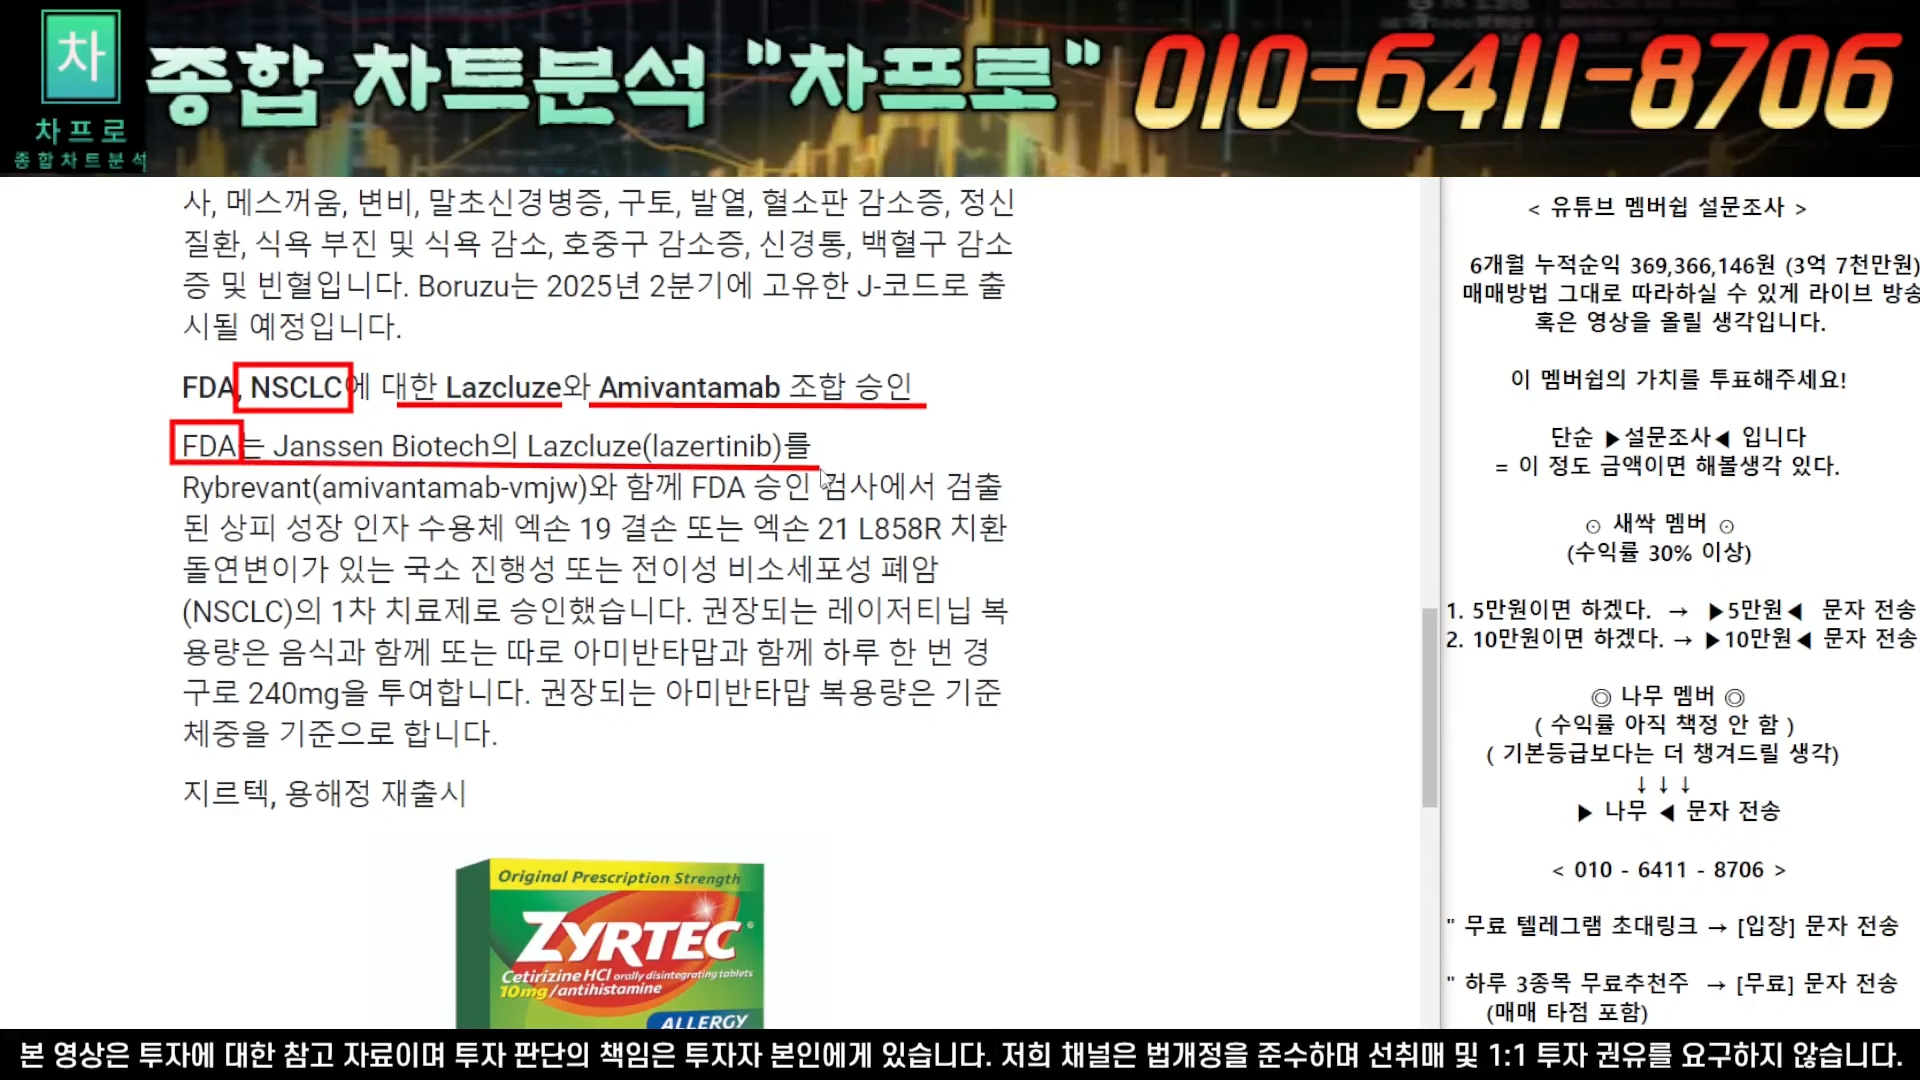 차
차프로
종합차트분석
종합 차트분석 "차프로" 010-6411-8706
사, 메스꺼움, 변비, 말초신경병증, 구토, 발열, 혈소판 감소증, 정신
질환, 식욕 부진 및 식욕 감소, 호중구 감소증, 신경통, 백혈구 감소
증 및 빈혈입니다. Boruzu는 2025년 2분기에 고유한 J-코드로 출
시될 예정입니다.
FDA, NSCLC에 대한 Lazcluze와 Amivantamab 조합 승인
FDA는 Janssen Biotech의 Lazcluze(lazertinib)를
Rybrevant(amivantamab-vmjw)와 함께 FDA 승인 검사에서 검출
된 상피 성장 인자 수용체 엑손 19 결손 또는 엑손 21 L858R 치환
돌연변이가 있는 국소 진행성 또는 전이성 비소세포성 폐암
(NSCLC)의 1차 치료제로 승인했습니다. 권장되는 레이저티닙 복
용량은 음식과 함께 또는 따로 아미반타맙과 함께 하루 한 번 경
구로 240mg을 투여합니다. 권장되는 아미반타맙 복용량은 기준
체중을 기준으로 합니다.
지르텍, 용해정 재출시
Original Prescription Strength
ZYRTEC®
Cetirizine HCl orally disintegrating tablets
10mg/antihistamine
ALLERGY
< 유튜브 멤버쉽 설문조사 >
6개월 누적순익 369,366,146원 (3억 7천만원)
매매방법 그대로 따라하실 수 있게 라이브 방송
혹은 영상을 올릴 생각입니다.
이 멤버쉽의 가치를 투표해주세요!
단순 ▶설문조사◀ 입니다
= 이 정도 금액이면 해볼생각 있다.
⊙ 새싹 멤버 ⊙
(수익률 30% 이상)
1. 5만원이면 하겠다. → ▶5만원◀ 문자 전송
2. 10만원이면 하겠다. → ▶10만원◀ 문자 전송
◎ 나무 멤버 ◎
( 수익률 아직 책정 안 함 )
( 기본등급보다는 더 챙겨드릴 생각)
↓ ↓ ↓
▶ 나무 ◀ 문자 전송
< 010 - 6411 - 8706 >
" 무료 텔레그램 초대링크 → [입장] 문자 전송
" 하루 3종목 무료추천주 → [무료] 문자 전송
(매매 타점 포함)
본 영상은 투자에 대한 참고 자료이며 투자 판단의 책임은 투자자 본인에게 있습니다. 저희 채널은 법개정을 준수하며 선취매 및 1:1 투자 권유를 요구하지 않습니다.